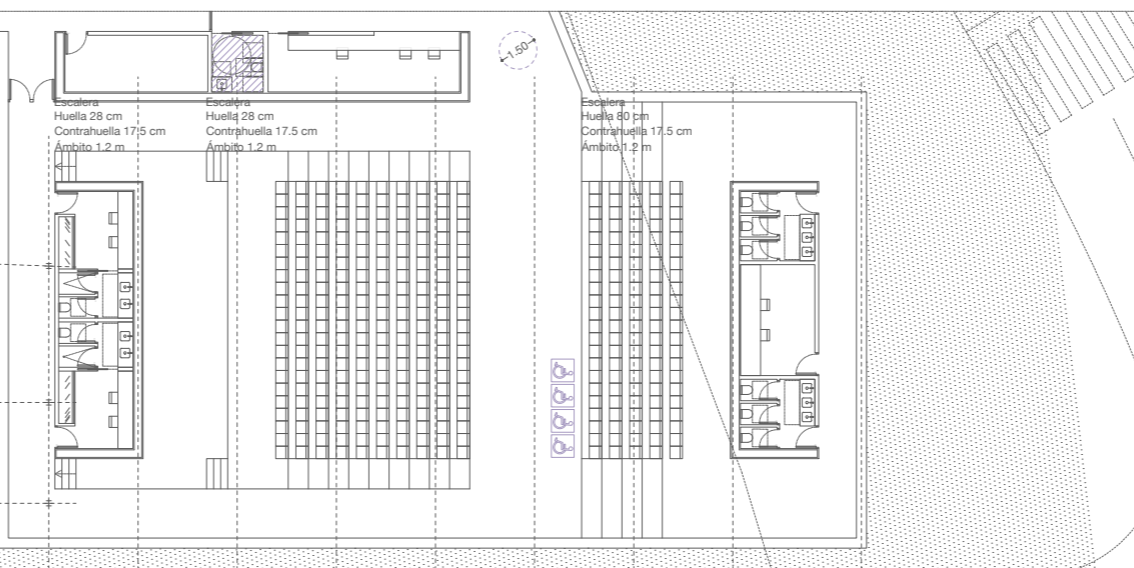 1.50
Escalera
Huella 28 cm
Contrahuella 17.5 cm
Ámbito 1.2 m
Escalera
Huella 28 cm
Contrahuella 17.5 cm
Ámbito 1.2 m
Escalera
Huella 80 cm
Contrahuella 17.5 cm
Ámbito 1.2 m